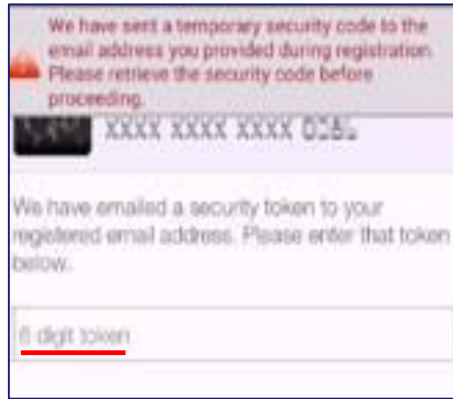 We have sent a temporary security code to the
email address you provided during registration.
Please retrieve the security code before
proceeding.
XXXX XXXX XXXX
We have emailed a security token to your
registered email address. Please enter that token
below.
6 digit token